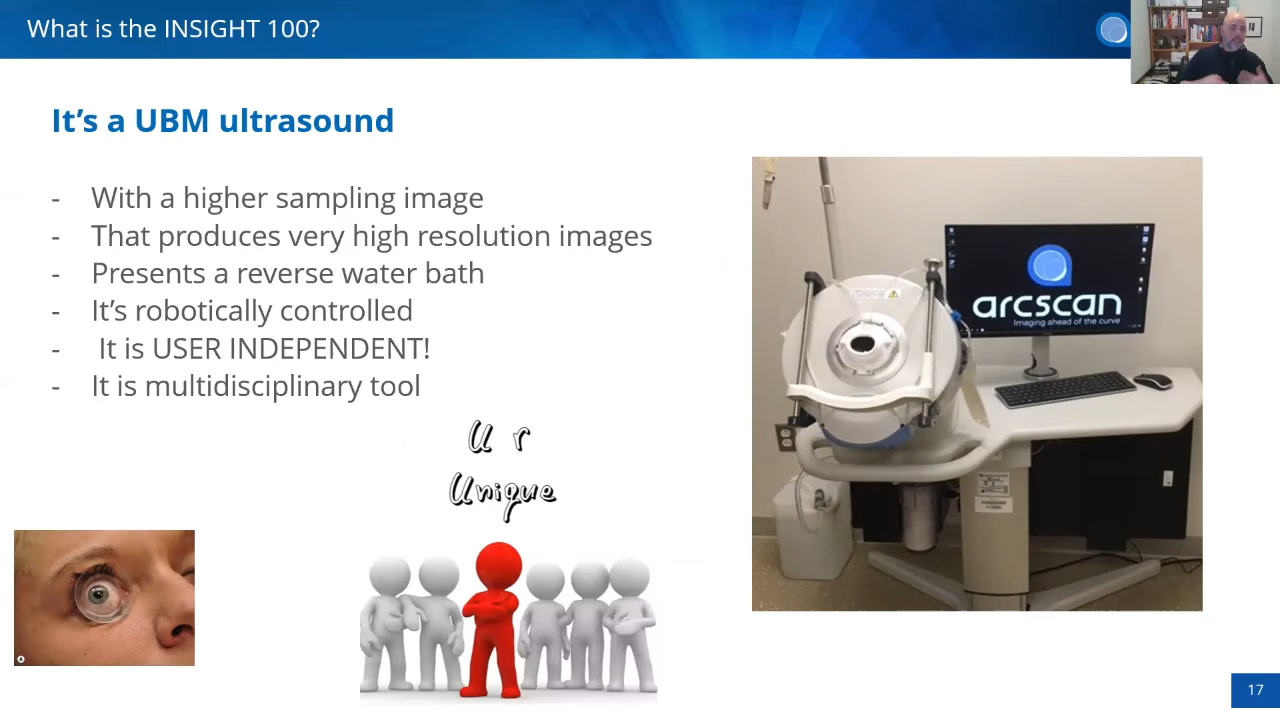 What is the INSIGHT 100?
It’s a UBM ultrasound
- With a higher sampling image
- That produces very high resolution images
- Presents a reverse water bath
- It’s robotically controlled
- It is USER INDEPENDENT!
- It is multidisciplinary tool
U r
Unique
arcscan
Imaging ahead of the curve
17